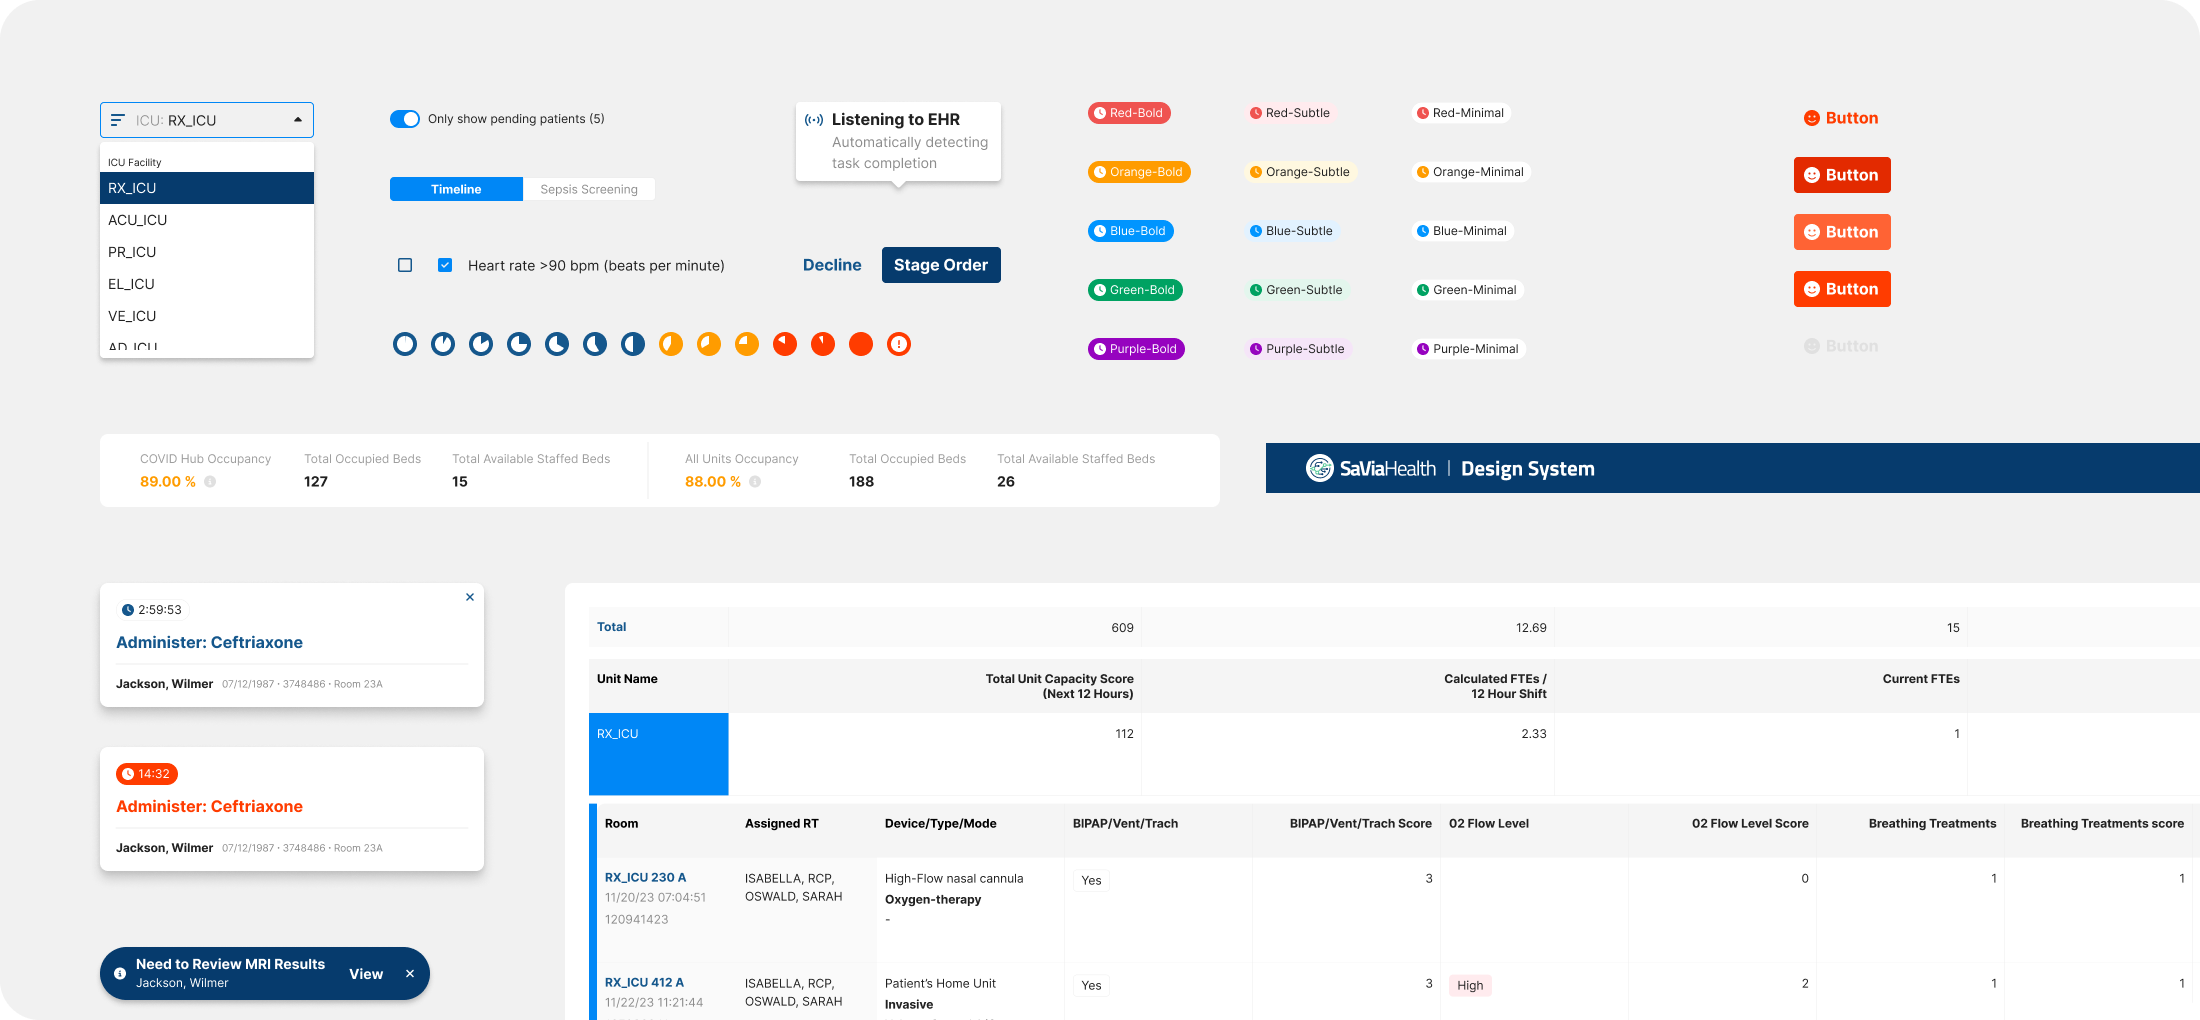 ICU: RX_ICU
ICU Facility
RX_ICU
ACU_ICU
PR_ICU
EL_ICU
VE_ICU
AD_ICU
Only show pending patients (5)
Timeline
Sepsis Screening
Heart rate >90 bpm (beats per minute)
Listening to EHR
Automatically detecting
task completion
Decline
Stage Order
Red-Bold
Red-Subtle
Red-Minimal
Orange-Bold
Orange-Subtle
Orange-Minimal
Blue-Bold
Blue-Subtle
Blue-Minimal
Green-Bold
Green-Subtle
Green-Minimal
Purple-Bold
Purple-Subtle
Purple-Minimal
Button
Button
Button
Button
Button
COVID Hub Occupancy
89.00 %
Total Occupied Beds
127
Total Available Staffed Beds
15
All Units Occupancy
88.00 %
Total Occupied Beds
188
Total Available Staffed Beds
26
SaViaHealth | Design System
2:59:53
Administer: Ceftriaxone
Jackson, Wilmer 07/12/1987 · 3748486 · Room 23A
14:32
Administer: Ceftriaxone
Jackson, Wilmer 07/12/1987 · 3748486 · Room 23A
Need to Review MRI Results
Jackson, Wilmer
View
Total 609 12.69 15
Unit Name
Total Unit Capacity Score
(Next 12 Hours)
Calculated FTEs /
12 Hour Shift
Current FTEs
RX_ICU 112 2.33 1
Room Assigned RT Device/Type/Mode BIPAP/Vent/Trach BIPAP/Vent/Trach Score 02 Flow Level 02 Flow Level Score Breathing Treatments Breathing Treatments score
RX_ICU 230 A
11/20/23 07:04:51
120941423
ISABELLA, RCP,
OSWALD, SARAH
High-Flow nasal cannula
Oxygen-therapy
-
Yes
3
0
1
1
RX_ICU 412 A
11/22/23 11:21:44
ISABELLA, RCP,
OSWALD, SARAH
Patient's Home Unit
Invasive
Yes
3
High
2
1
1